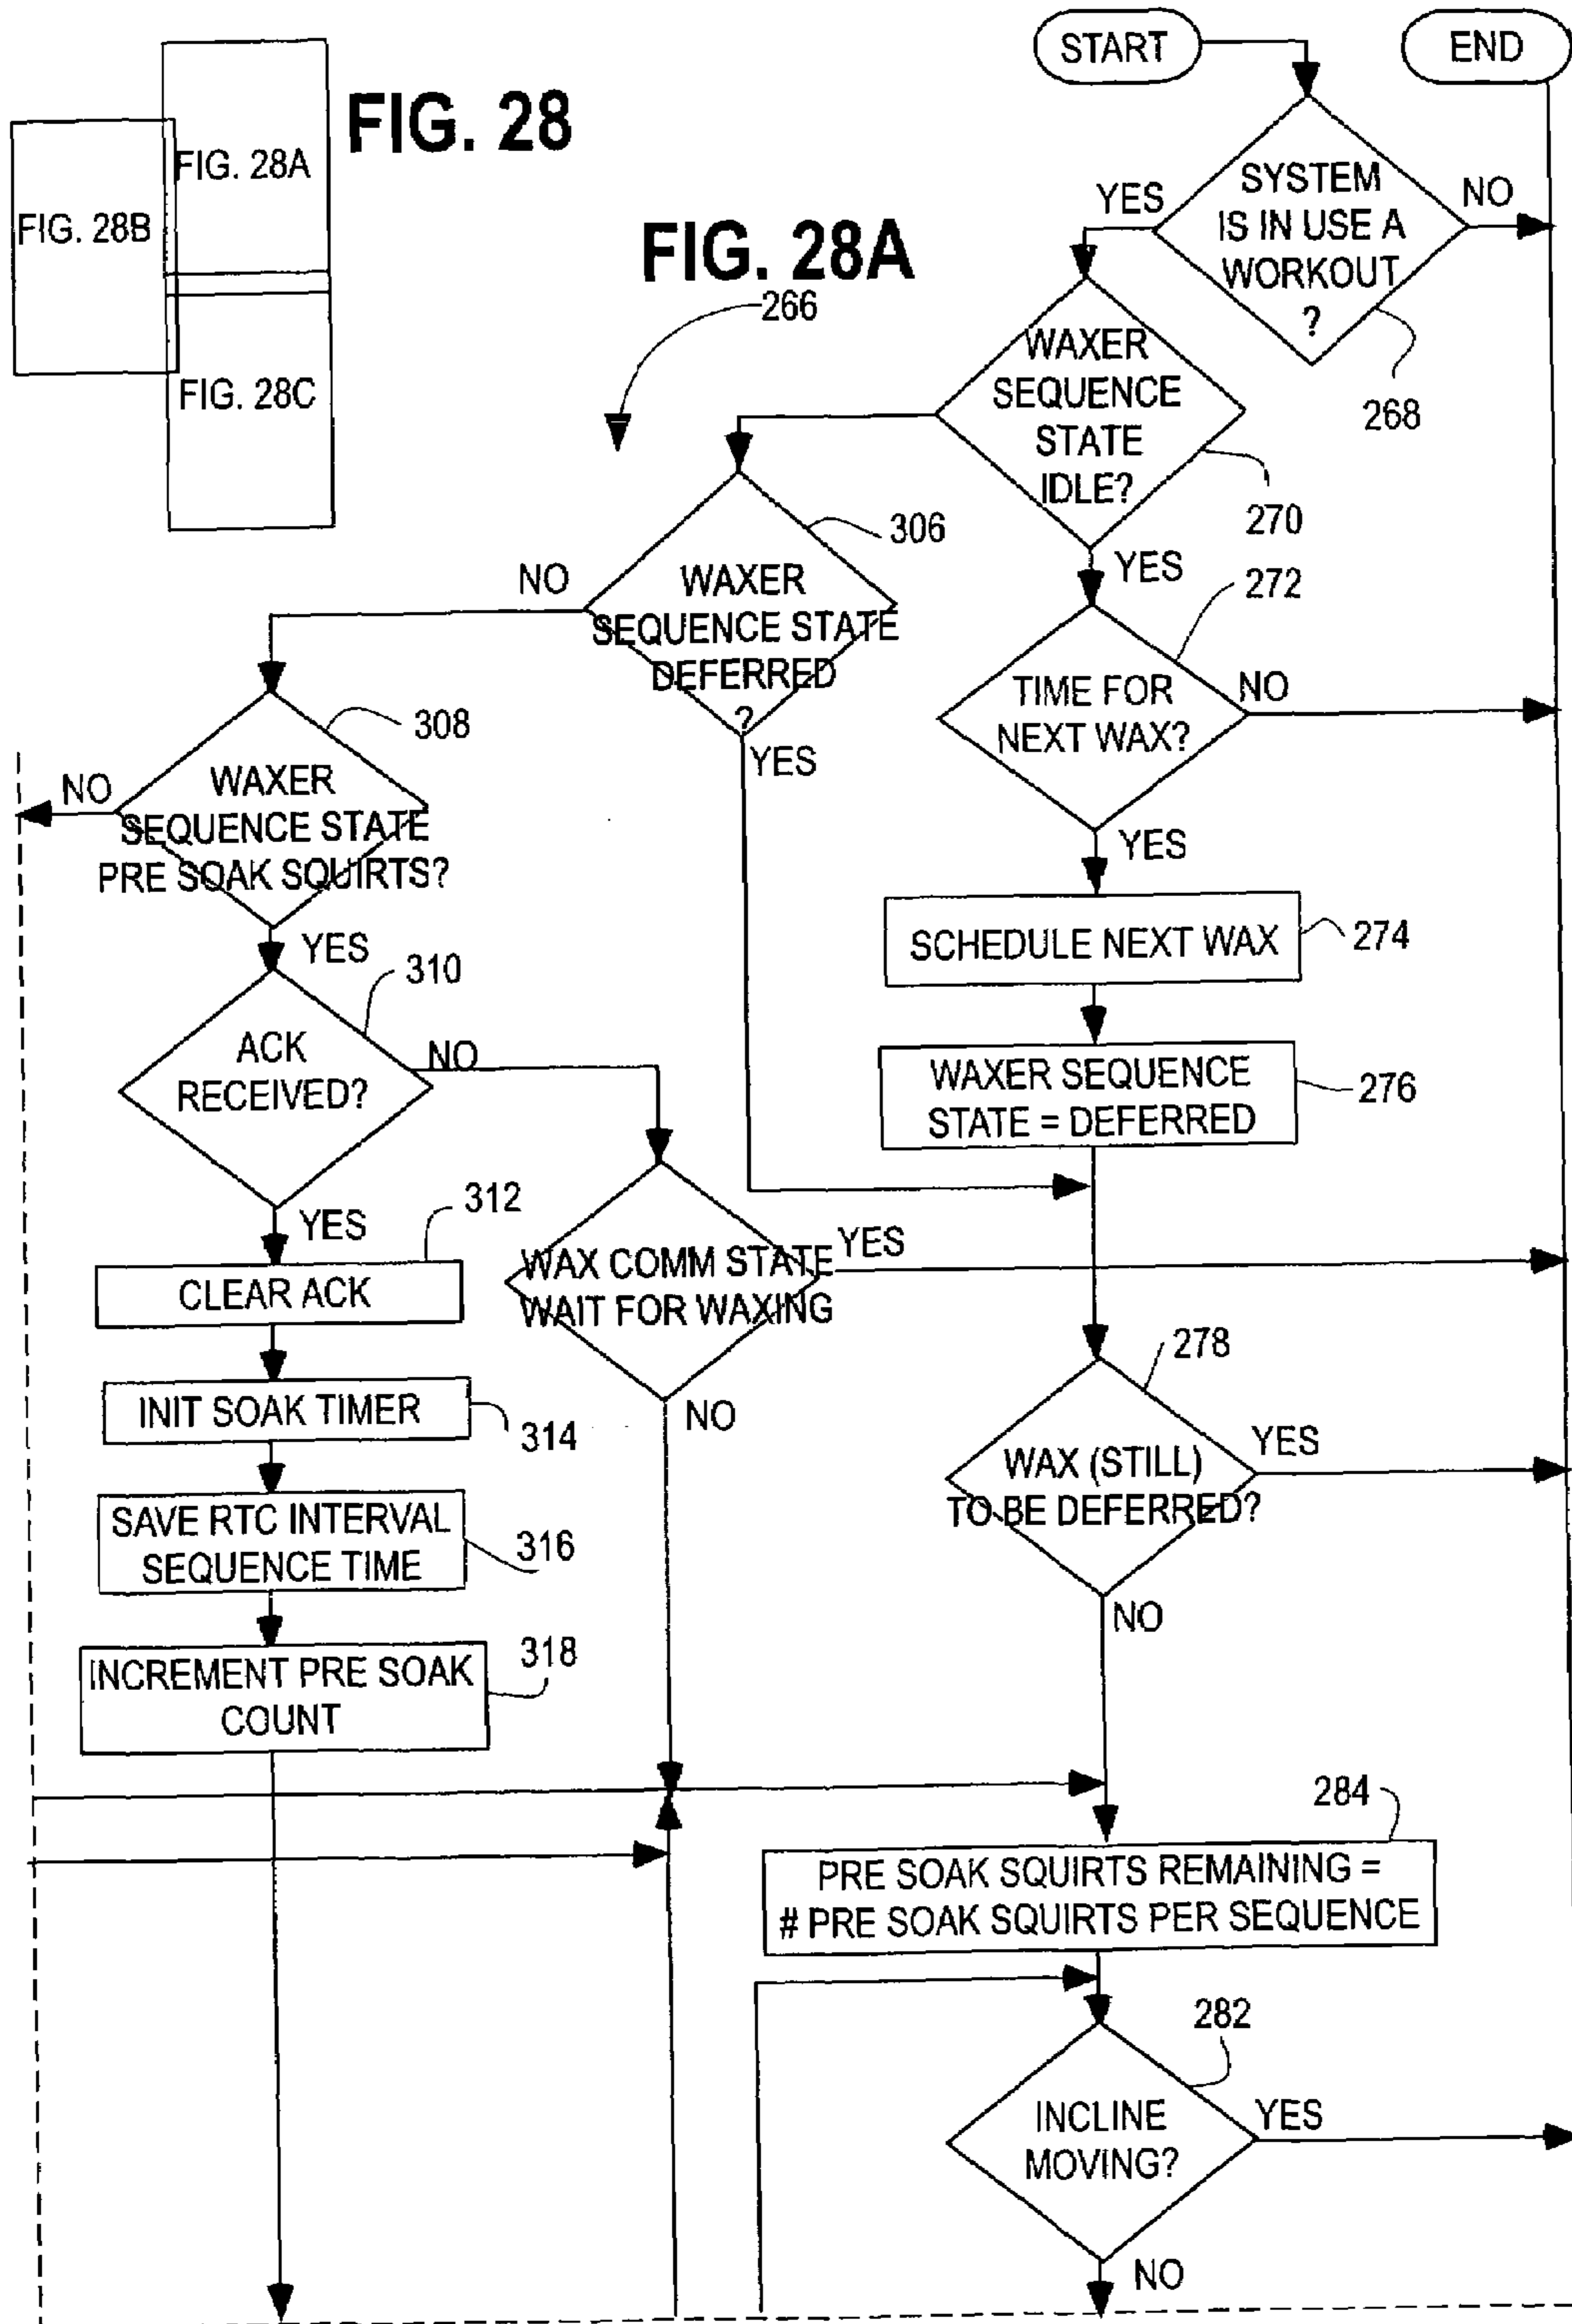 START
END
FIG. 28
FIG. 28A
FIG. 28B
FIG. 28C
SYSTEM
IS IN USE A
WORKOUT
?
YES
NO
268
FIG. 28A
266
WAXER
SEQUENCE
STATE
IDLE?
270
YES
306
WAXER
SEQUENCE STATE
DEFERRED
?
NO
YES
272
TIME FOR
NEXT WAX?
NO
YES
308
WAXER
SEQUENCE STATE
PRE SOAK SQUIRTS?
NO
YES
SCHEDULE NEXT WAX
274
310
ACK
RECEIVED?
NO
YES
WAXER SEQUENCE
STATE = DEFERRED
276
312
CLEAR ACK
WAX COMM STATE
WAIT FOR WAXING
YES
NO
INIT SOAK TIMER
314
278
WAX (STILL)
TO BE DEFERRED?
YES
NO
SAVE RTC INTERVAL
SEQUENCE TIME
316
INCREMENT PRE SOAK
COUNT
318
284
PRE SOAK SQUIRTS REMAINING =
# PRE SOAK SQUIRTS PER SEQUENCE
282
INCLINE
MOVING?
YES
NO